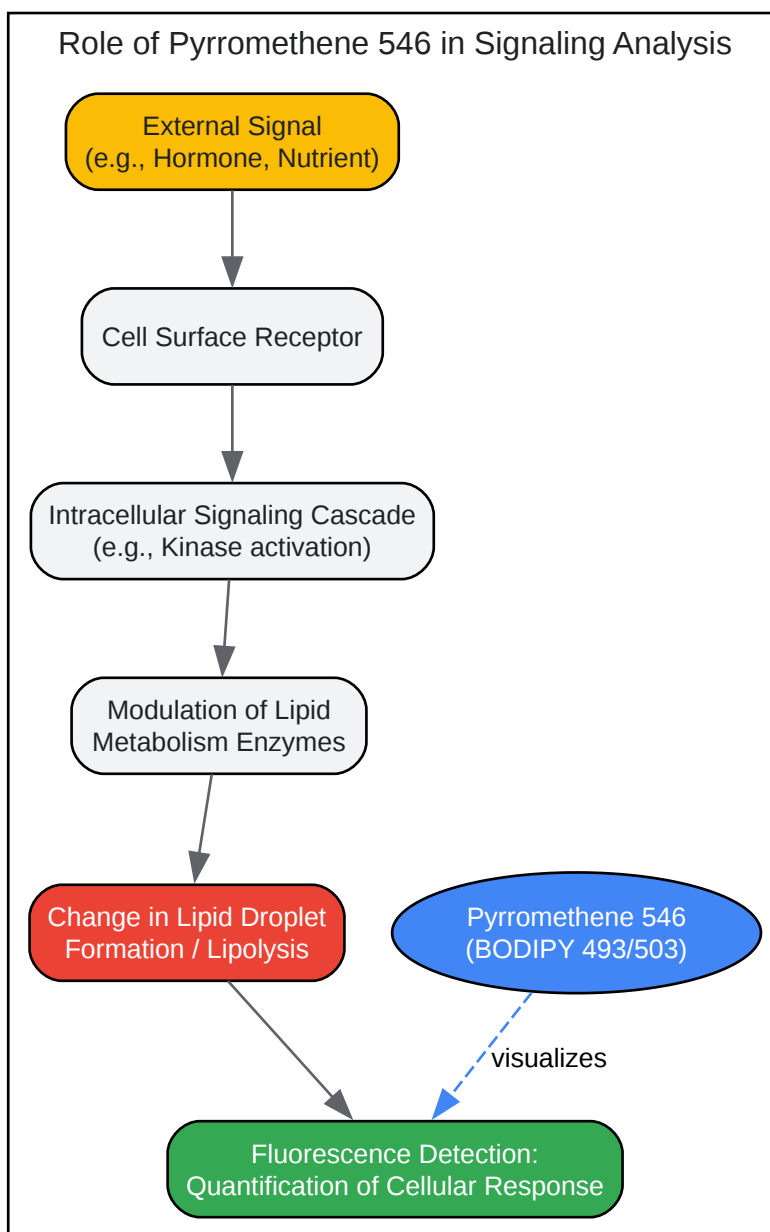 Role of Pyrromethene 546 in Signaling Analysis
External Signal
(e.g., Hormone, Nutrient)
Cell Surface Receptor
Intracellular Signaling Cascade
(e.g., Kinase activation)
Modulation of Lipid
Metabolism Enzymes
Change in Lipid Droplet
Formation / Lipolysis
Pyrromethene 546
(BODIPY 493/503)
visualizes
Fluorescence Detection:
Quantification of Cellular Response